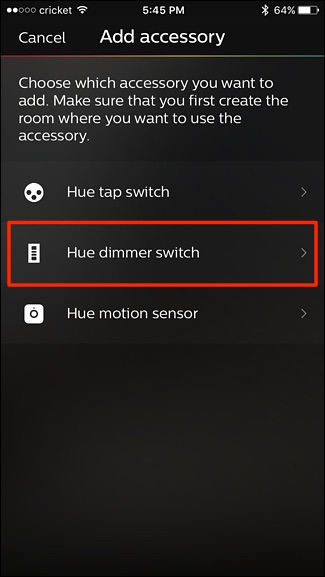 cricket 5:45 PM 64%
Cancel Add accessory
Choose which accessory you want to
add. Make sure that you first create the
room where you want to use the
accessory.
Hue tap switch
Hue dimmer switch
Hue motion sensor